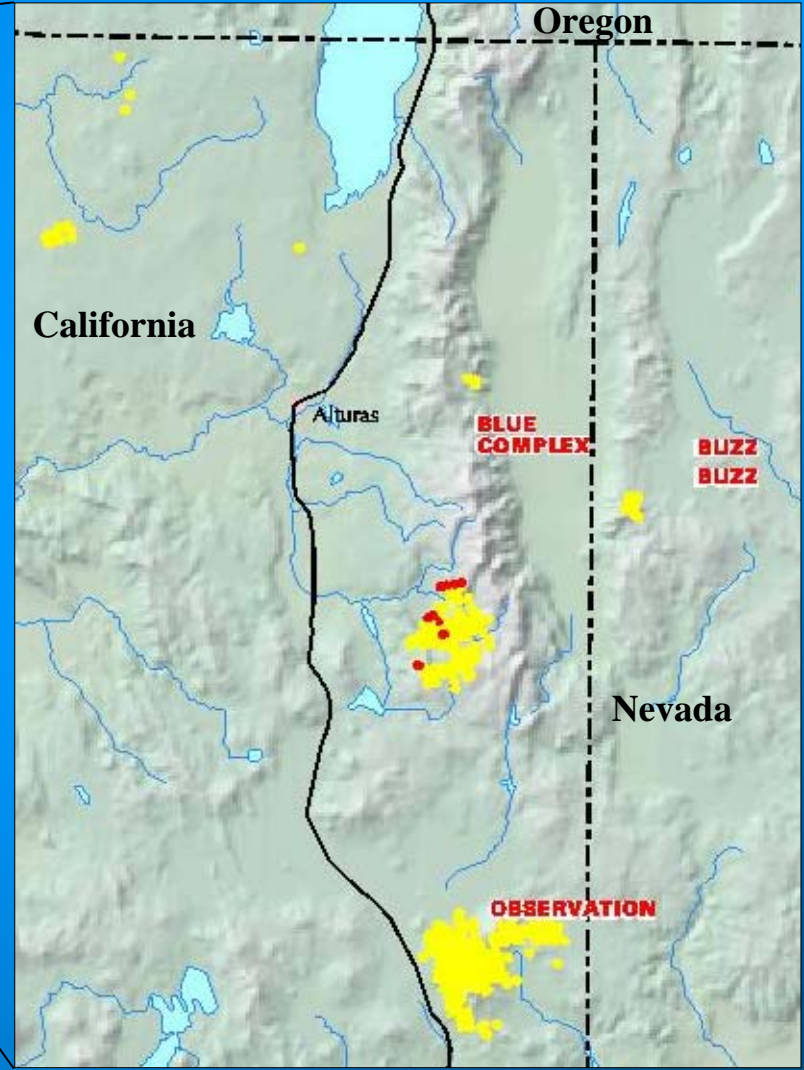 Oregon
California
Alturas
BLUE
COMPLEX
BUZZ
BUZZ
Nevada
OBSERVATION